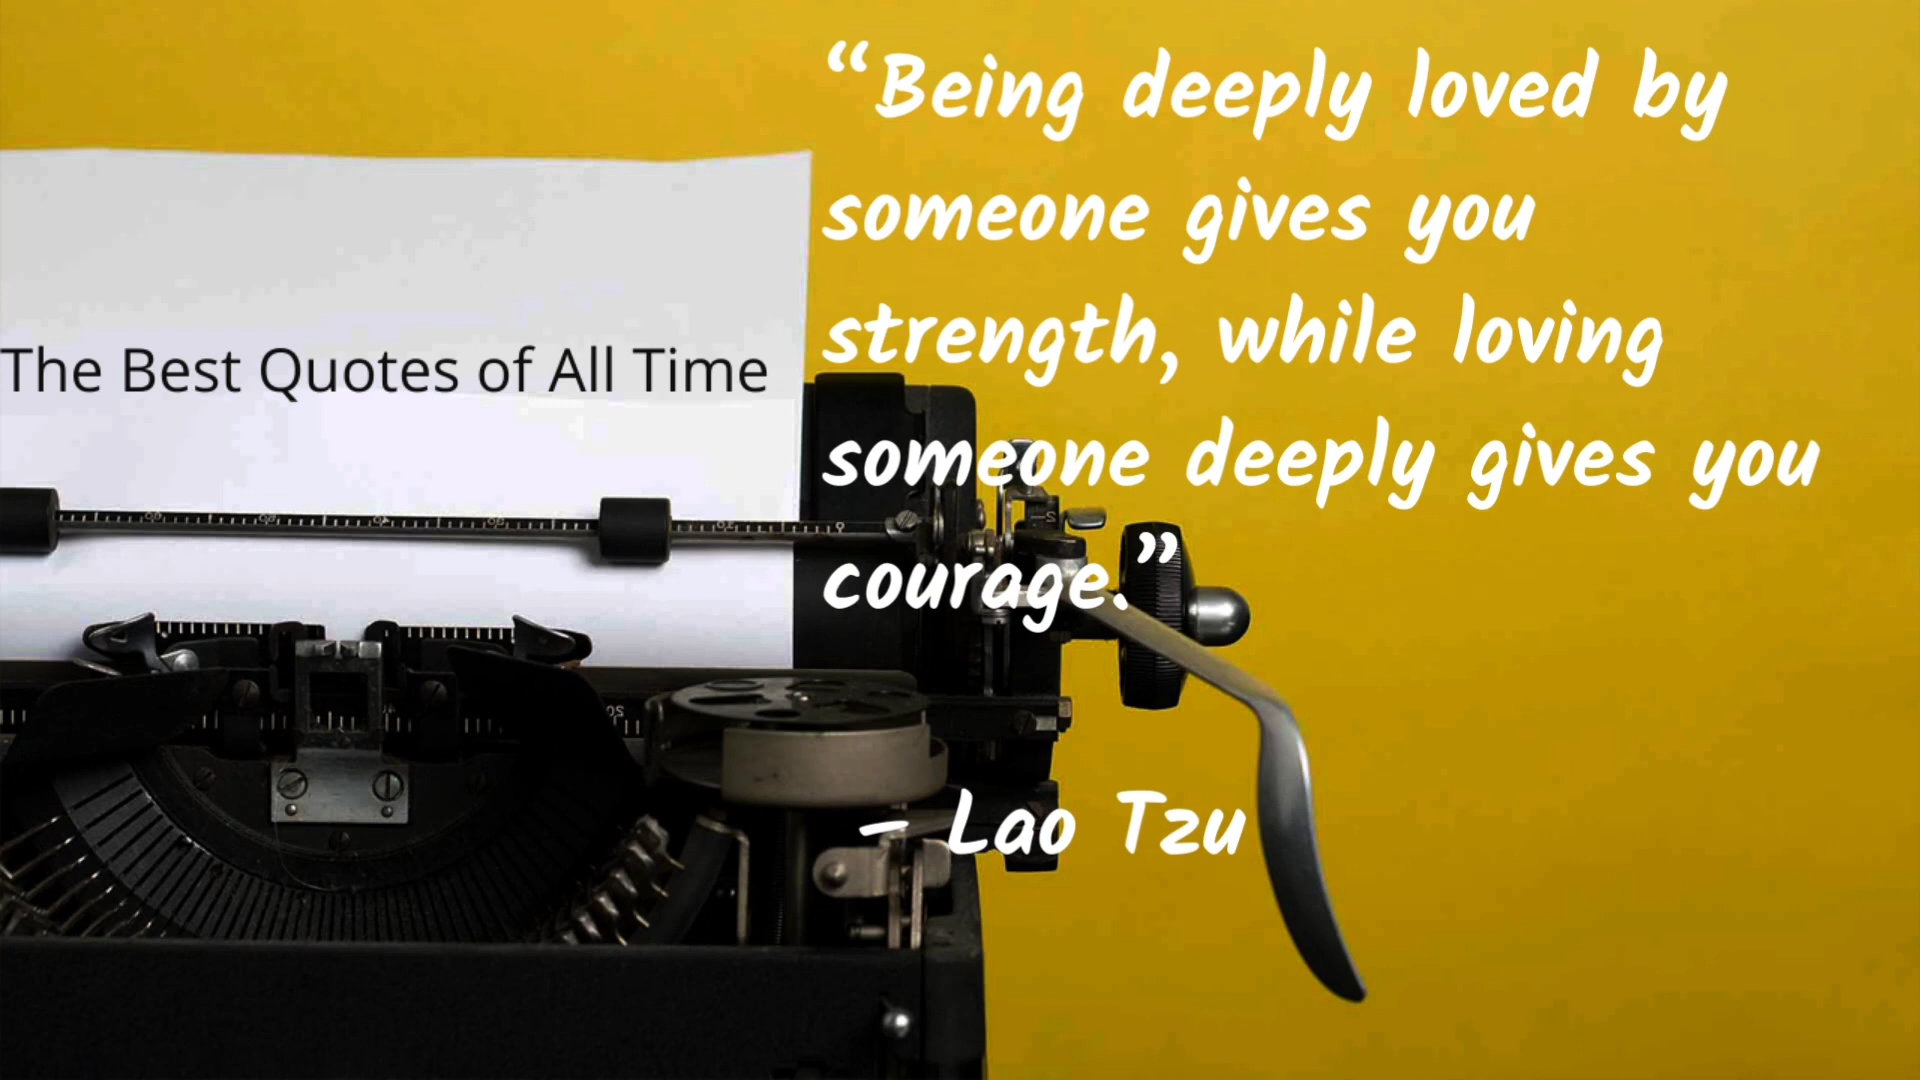 The Best Quotes of All Time
“Being deeply loved by
someone gives you
strength, while loving
someone deeply gives you
courage.”
- Lao Tzu